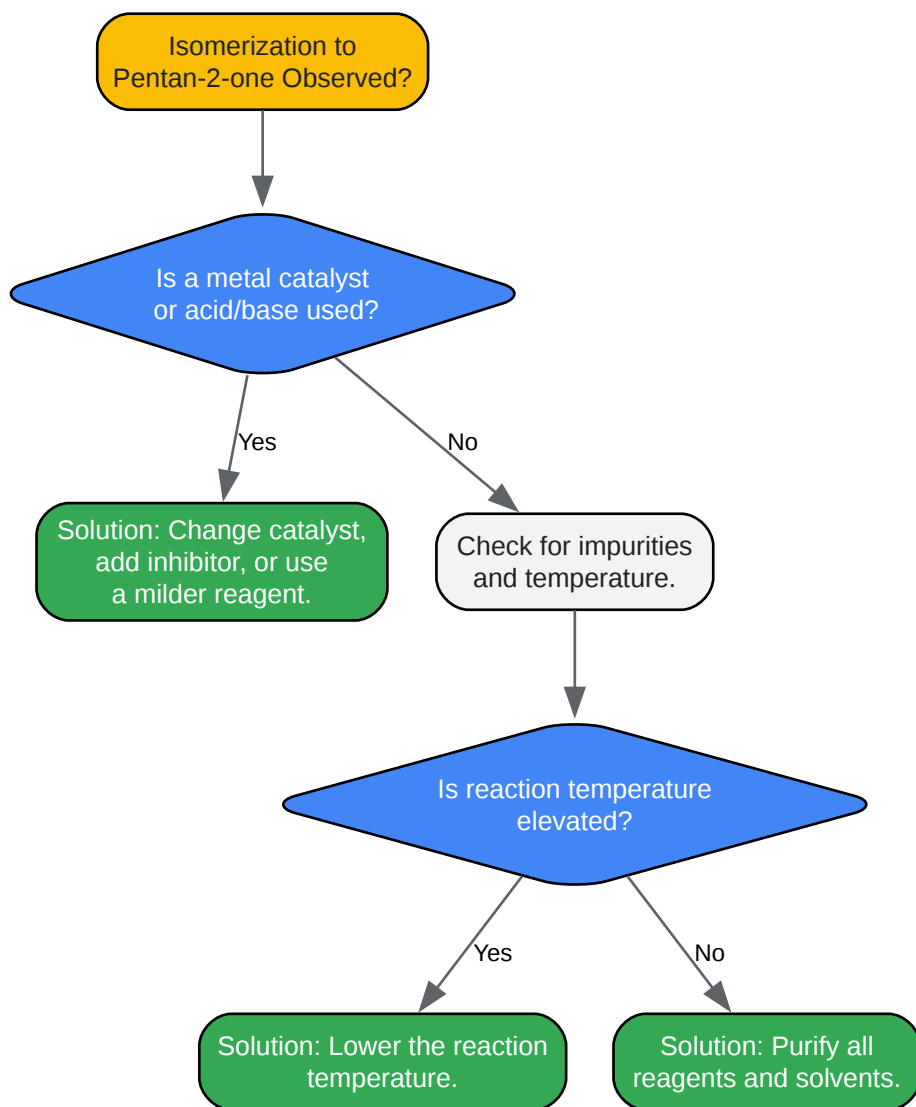 Isomerization to
Pentan-2-one Observed?
Is a metal catalyst
or acid/base used?
Yes
No
Solution: Change catalyst,
add inhibitor, or use
a milder reagent.
Check for impurities
and temperature.
Is reaction temperature
elevated?
Yes
No
Solution: Lower the reaction
temperature.
Solution: Purify all
reagents and solvents.